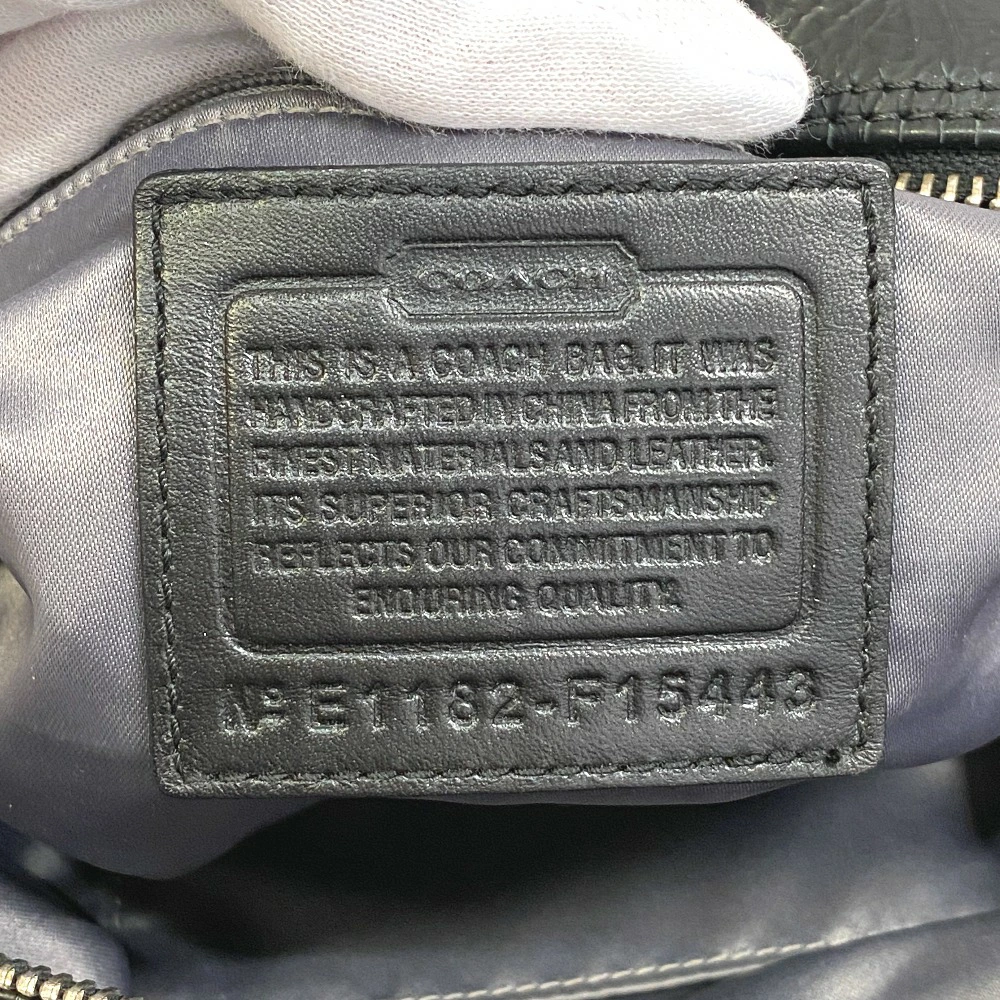 COACH
THIS IS A COACH BAG. IT WAS
HANDCRAFTED IN CHINA FROM THE
FINEST MATERIALS AND LEATHER.
ITS SUPERIOR CRAFTSMANSHIP
REFLECTS OUR COMMITMENT TO
ENDURING QUALITY.
Nº E1182-F15443